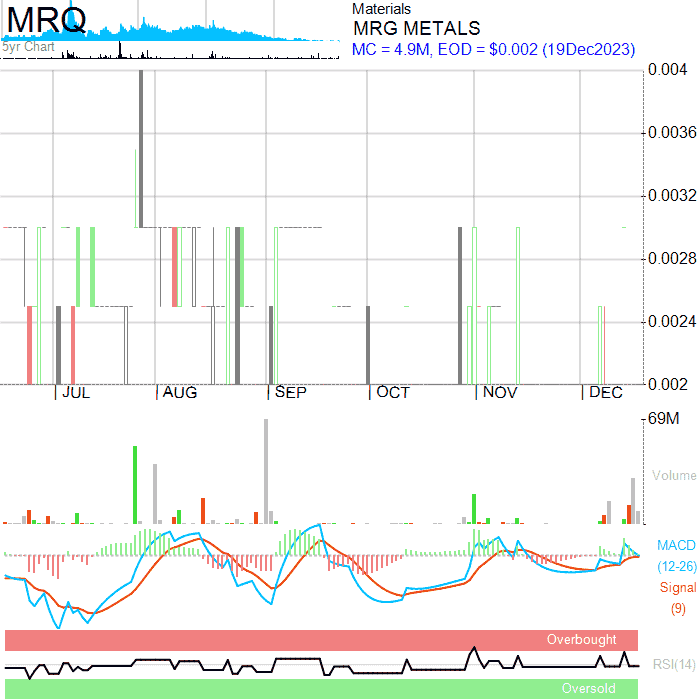 MRQ
5yr Chart
Materials
MRG METALS
MC = 4.9M, EOD = $0.002 (19Dec2023)
0.004
0.0036
0.0032
0.0028
0.0024
0.002
JUL AUG SEP OCT NOV DEC
69M
Volume
MACD
(12-26)
Signal
(9)
Overbought
RSI(14)
Oversold